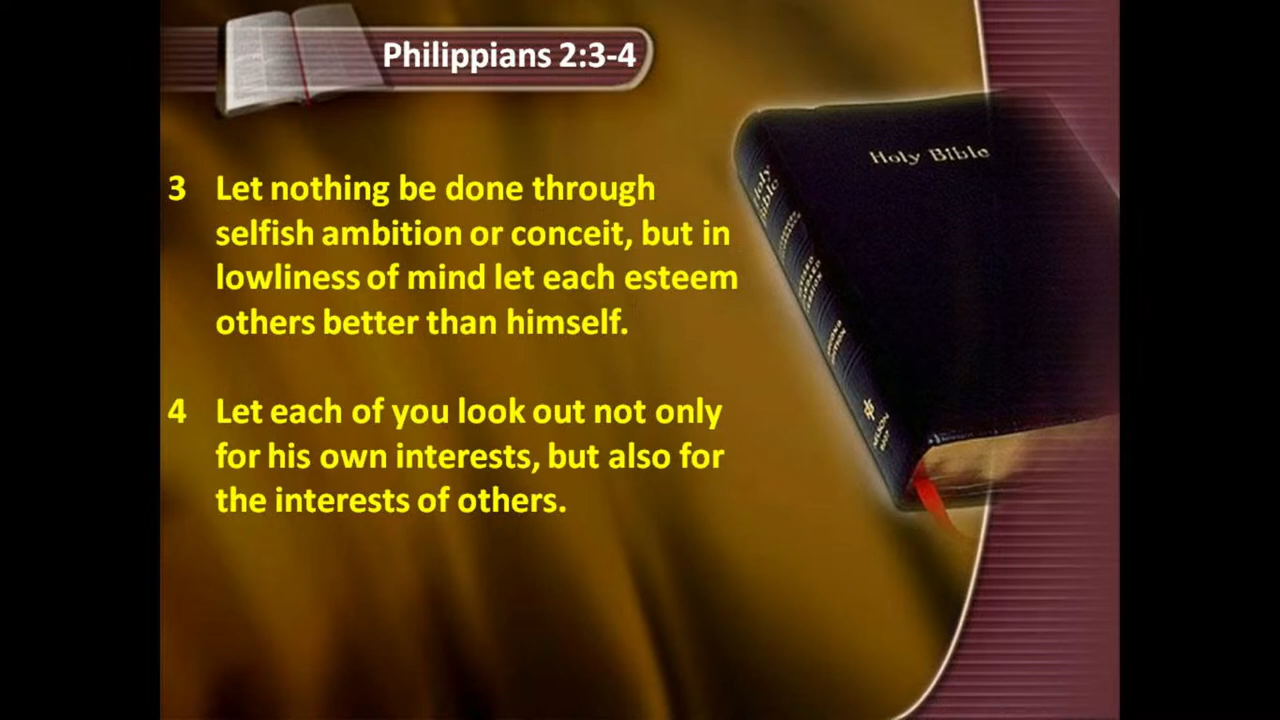 Philippians 2:3-4
3 Let nothing be done through
selfish ambition or conceit, but in
lowliness of mind let each esteem
others better than himself.
4 Let each of you look out not only
for his own interests, but also for
the interests of others.
Holy Bible
Holy
Bible